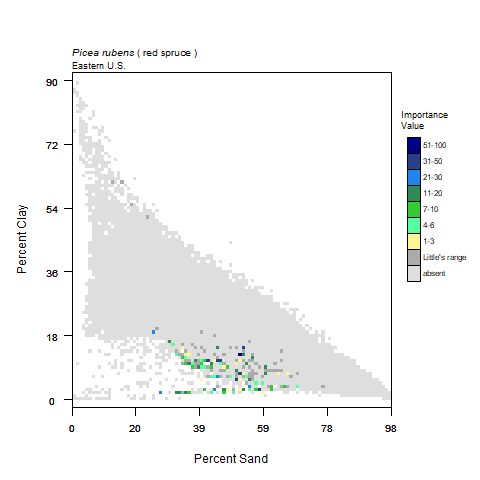 Picea rubens ( red spruce )
Eastern U.S.
Importance
Value
51-100
31-50
21-30
11-20
7-10
4-6
1-3
Little's range
absent
90
72
54
36
18
0
Percent Clay
0 20 39 59 78 98
Percent Sand